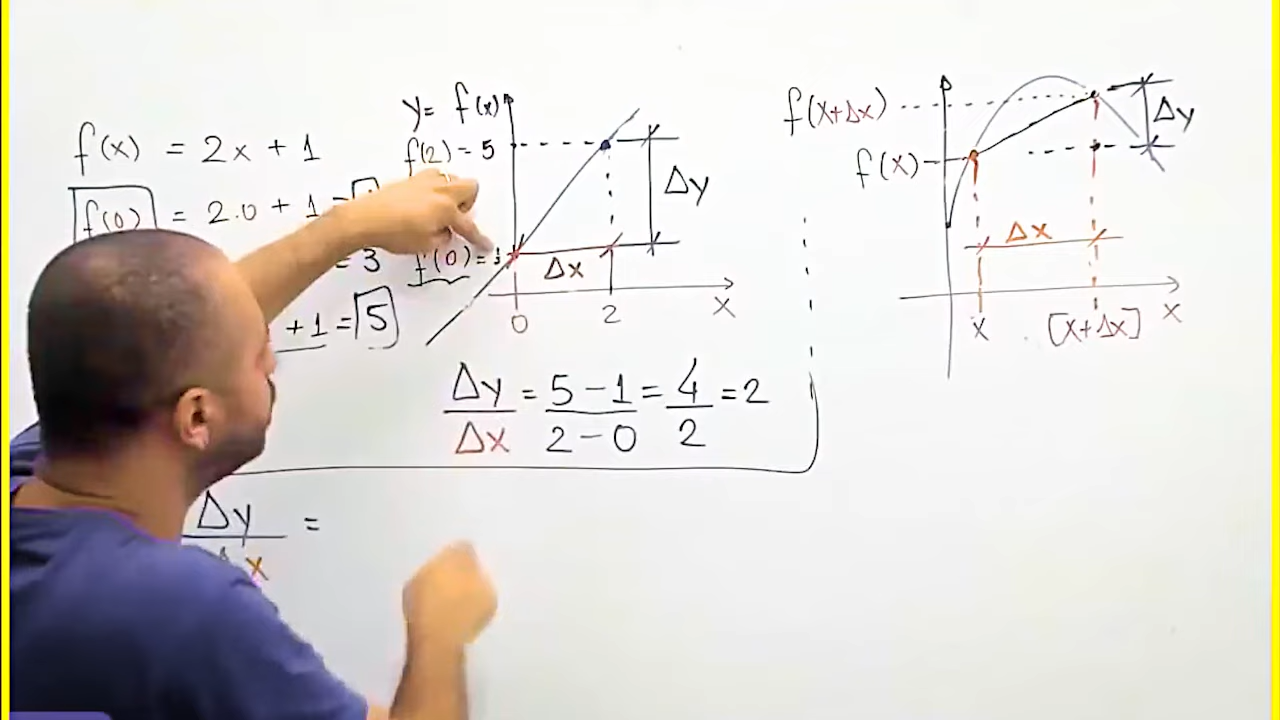 f(x) = 2x + 1
f(0) = 2.0 + 1 =
= 3
+ 1 = 5
y = f(x)
f(2) = 5
f(0) = 1
Δx
Δy
0
2
x
Δy/Δx = 5 - 1/2 - 0 = 4/2 = 2
Δy/Δx =
f(x+Δx)
f(x)
Δx
Δy
x
[x+Δx]
x